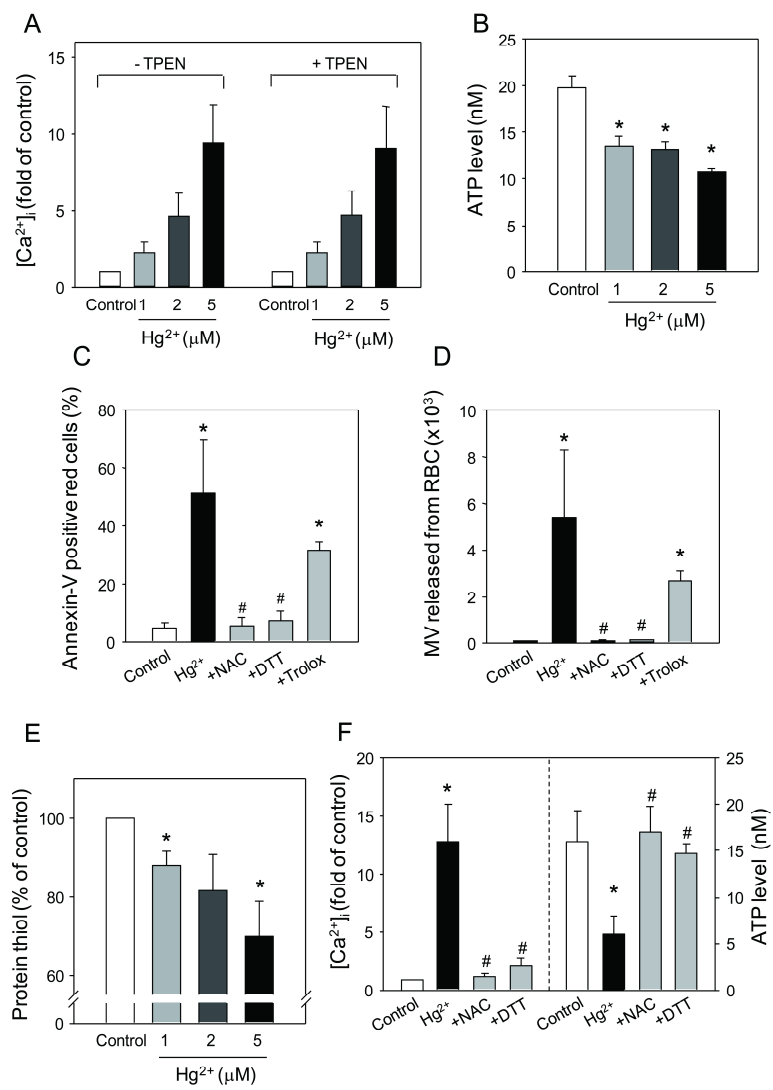 A
[Ca2+]i (fold of control)
15
10
5
0
- TPEN
+ TPEN
Control 1 2 5
Control 1 2 5
Hg2+ (μM)
Hg2+ (μM)
B
ATP level (nM)
25
20
15
10
5
0
* * *
Control 1 2 5
Hg2+ (μM)
C
Annexin-V positive red cells (%)
80
60
40
20
0
* # # *
Control Hg2+ +NAC +DTT +Trolox
D
MV released from RBC (x103)
10
8
6
4
2
0
* # # *
Control Hg2+ +NAC +DTT +Trolox
E
Protein thiol (% of control)
100
80
60
0
* *
Control 1 2 5
Hg2+ (μM)
F
[Ca2+]i (fold of control)
20
15
10
5
0
* # #
* # #
Control Hg2+ +NAC +DTT
Control Hg2+ +NAC +DTT
25
20
15
10
5
0
ATP level (nM)